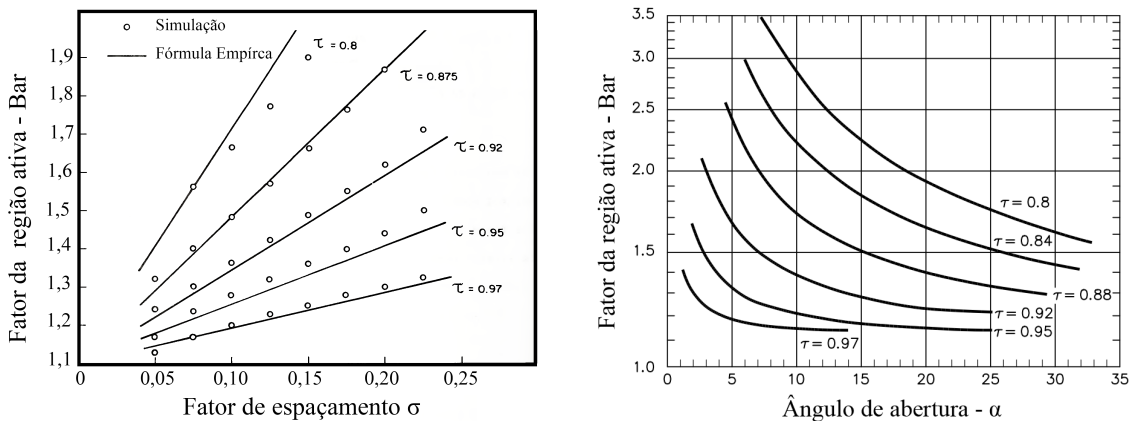 Simulação
Fórmula Empírca
τ = 0.8
τ = 0.875
τ = 0.92
τ = 0.95
τ = 0.97
1,9
1,8
1,7
1,6
1,5
1,4
1,3
1,2
1,1
0
0,05
0,10
0,15
0,20
0,25
Fator da região ativa - Bar
Fator de espaçamento σ
3.5
3.0
2.5
2.0
1.5
1.0
0
5
10
15
20
25
30
35
τ = 0.8
τ = 0.84
τ = 0.88
τ = 0.92
τ = 0.95
τ = 0.97
Fator da região ativa - Bar
Ângulo de abertura - α